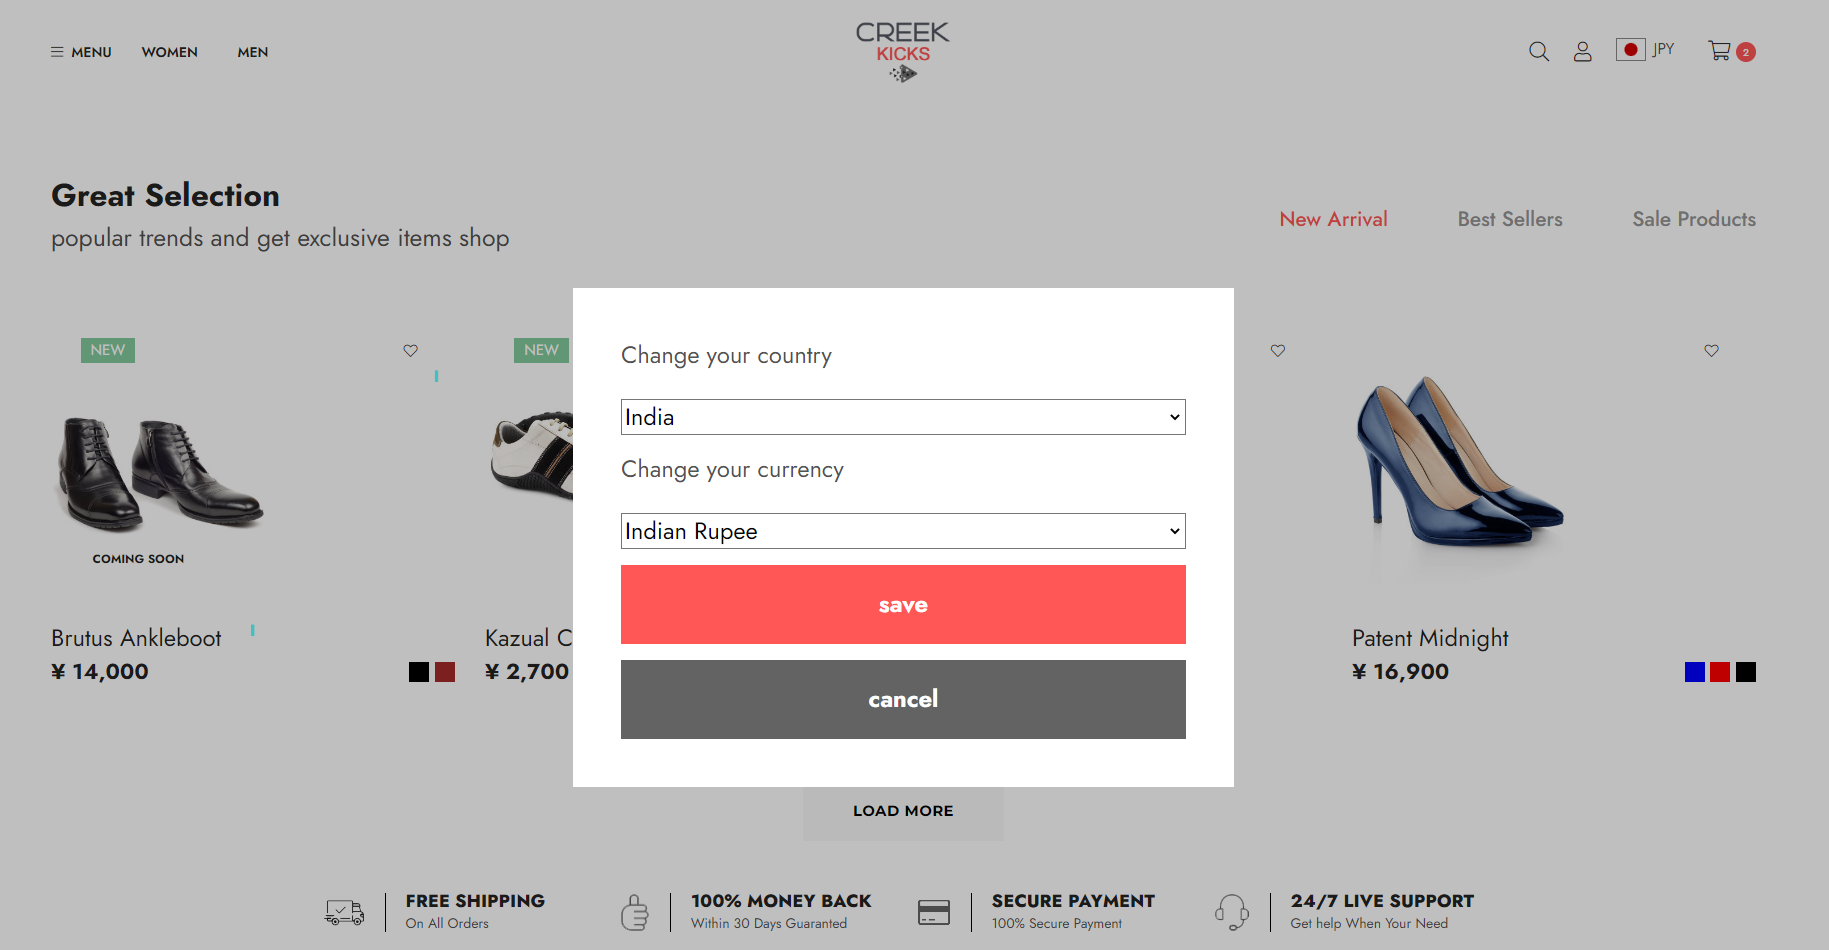 MENU
WOMEN
MEN
CREEK
KICKS
JPY
2
Great Selection
popular trends and get exclusive items shop
New Arrival
Best Sellers
Sale Products
NEW
NEW
COMING SOON
Brutus Ankleboot
¥ 14,000
Kazual C
¥ 2,700
Patent Midnight
¥ 16,900
Change your country
India
Change your currency
Indian Rupee
save
cancel
LOAD MORE
FREE SHIPPING
On All Orders
100% MONEY BACK
Within 30 Days Guaranted
SECURE PAYMENT
100% Secure Payment
24/7 LIVE SUPPORT
Get help When Your Need